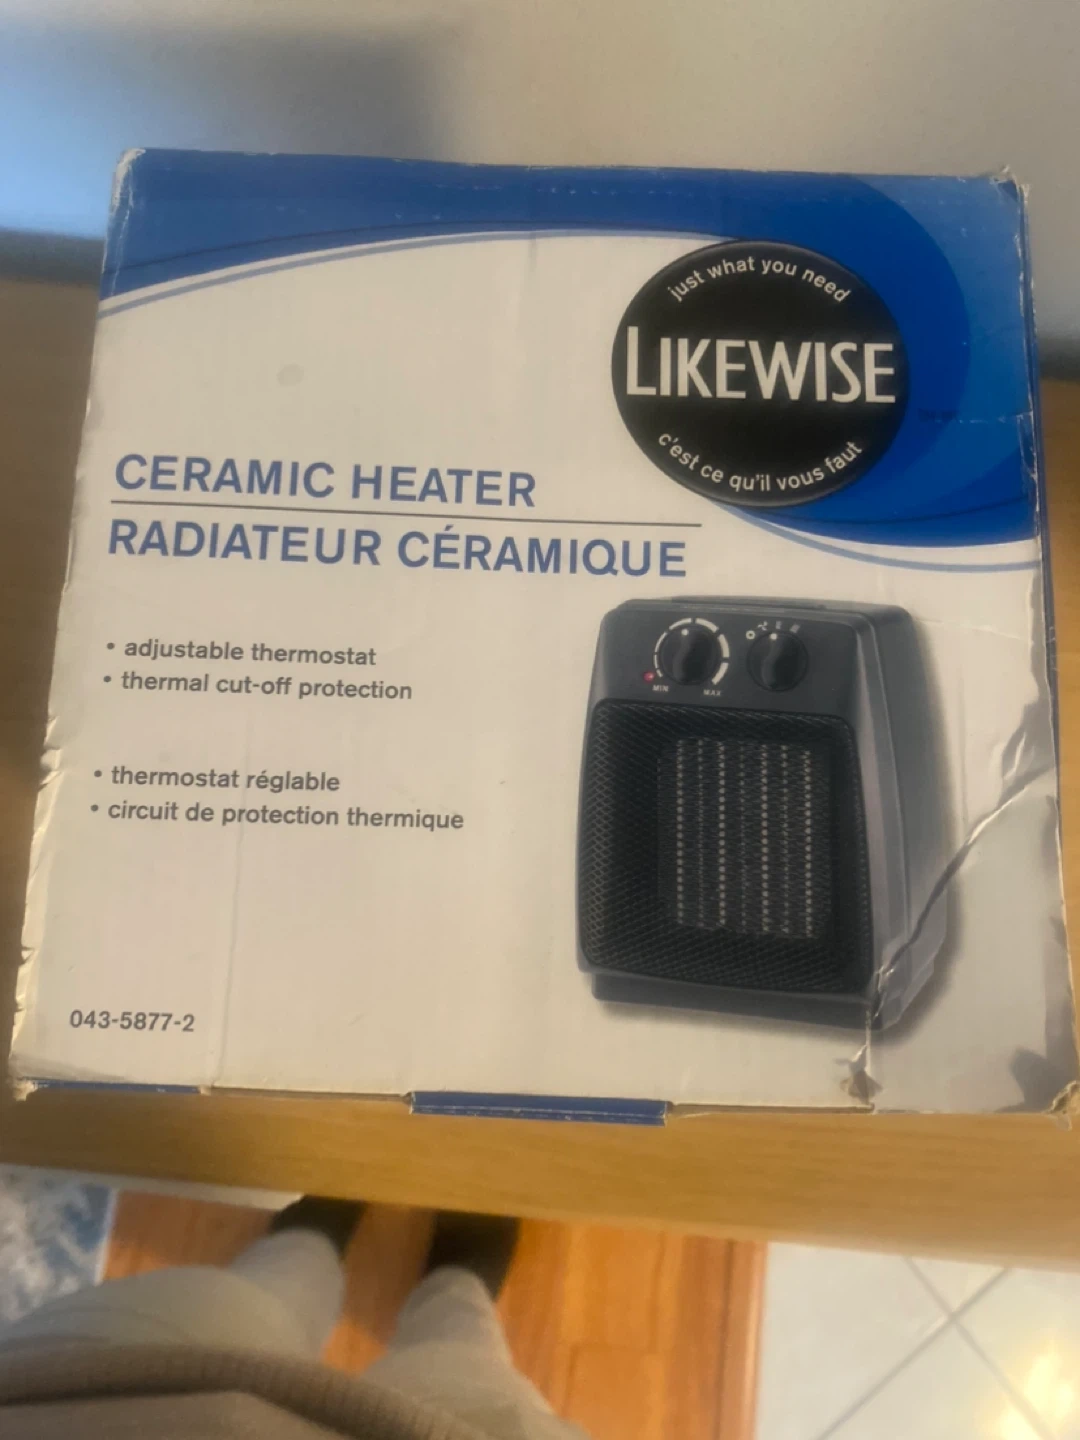 just what you need
LIKEWISE
c'est ce qu'il vous faut
CERAMIC HEATER
RADIATEUR CÉRAMIQUE
• adjustable thermostat
• thermal cut-off protection
• thermostat réglable
• circuit de protection thermique
MIN MAX
043-5877-2